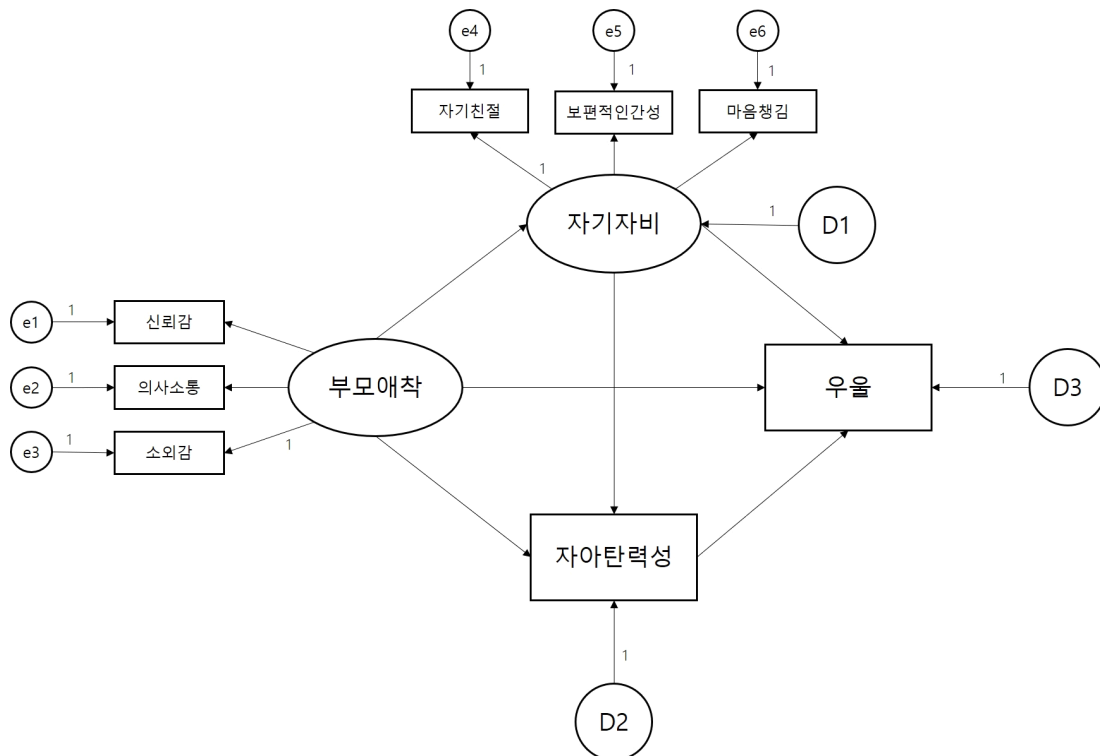 e4
e5
e6
1
1
1
자기친절
보편적인간성
마음챙김
1
자기자비
1
D1
e1
1
신뢰감
e2
1
의사소통
부모애착
우울
1
D3
e3
1
소외감
1
자아탄력성
1
D2